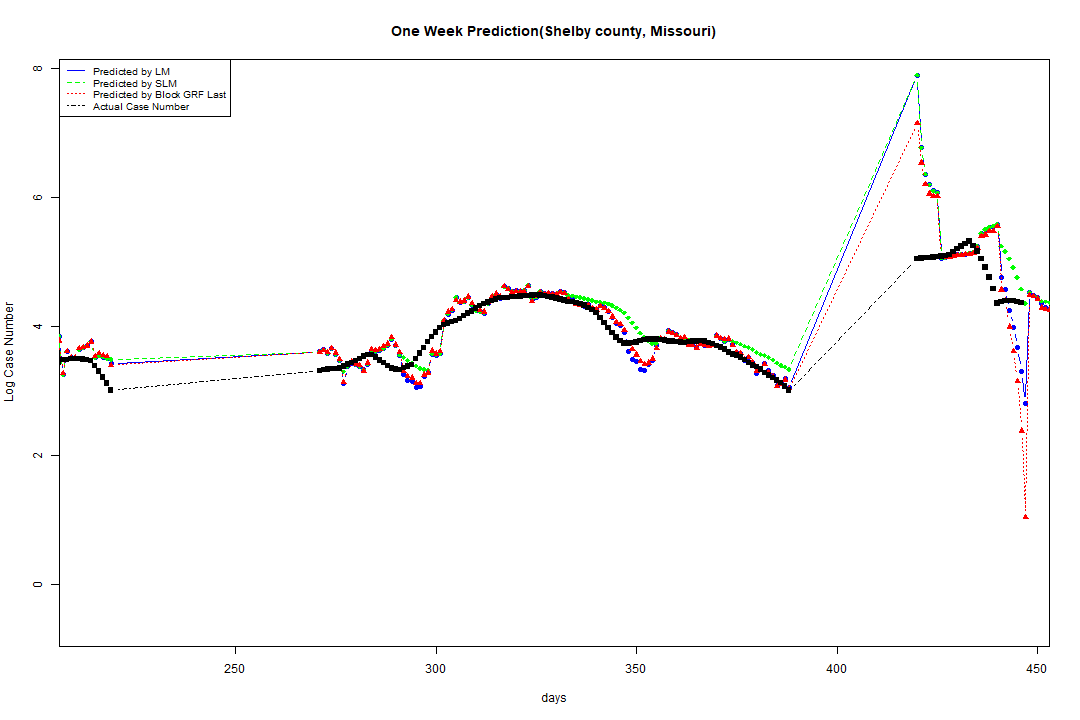 One Week Prediction(Shelby county, Missouri)
Predicted by LM
Predicted by SLM
Predicted by Block GRF Last
Actual Case Number
8
6
4
2
0
Log Case Number
250
300
350
400
450
days